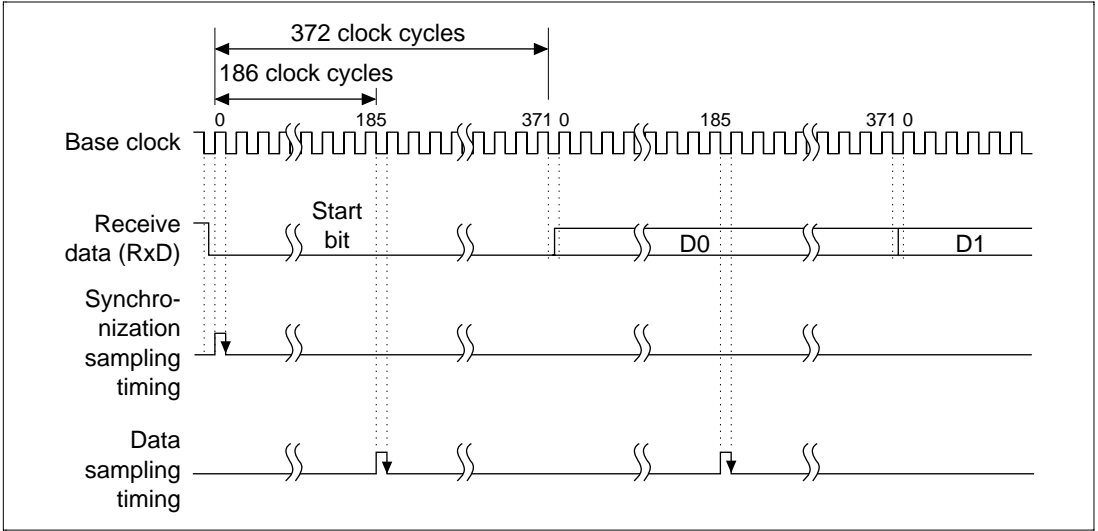 372 clock cycles
186 clock cycles
0 185 371 0 185 371 0
Base clock
Receive
data (RxD)
Start
bit
D0 D1
Synchro-
nization
sampling
timing
Data
sampling
timing